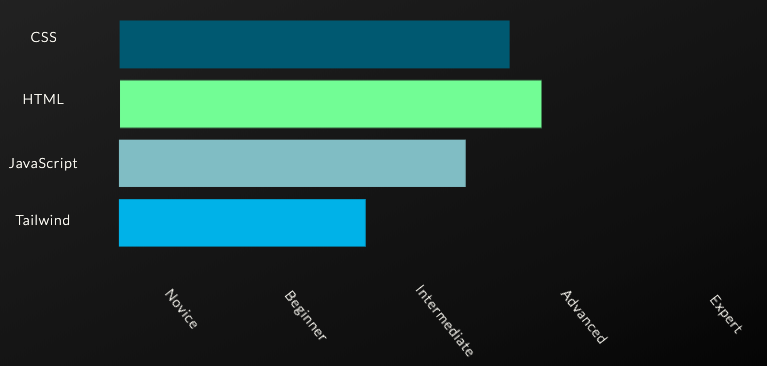 CSS
HTML
JavaScript
Tailwind
Novice
Beginner
Intermediate
Advanced
Expert